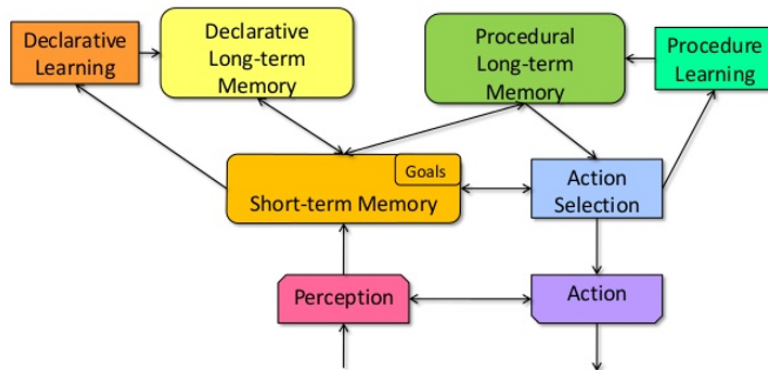 Declarative
Learning
Declarative
Long-term
Memory
Procedural
Long-term
Memory
Procedure
Learning
Goals
Short-term Memory
Action
Selection
Perception
Action